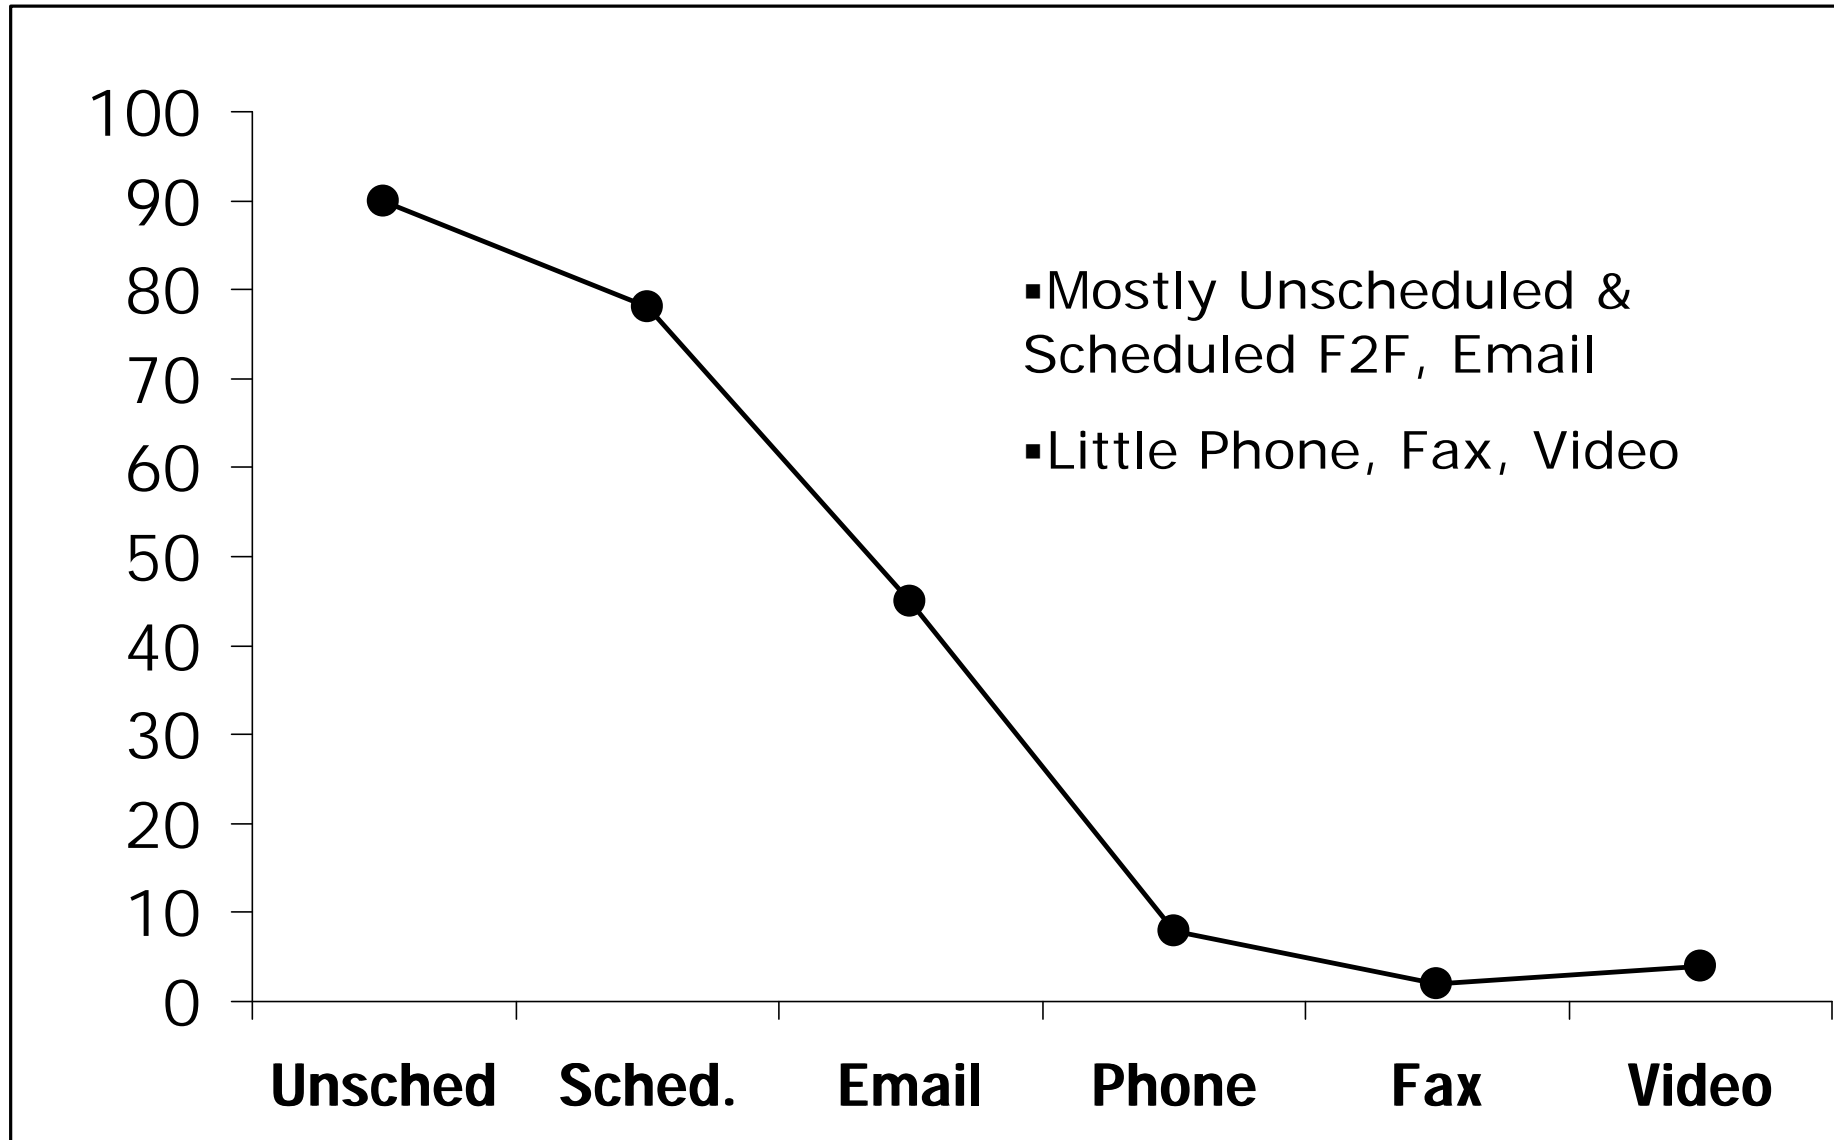 100
90
80
70
60
50
40
30
20
10
0
▪Mostly Unscheduled &
Scheduled F2F, Email
▪Little Phone, Fax, Video
Unsched Sched. Email Phone Fax Video